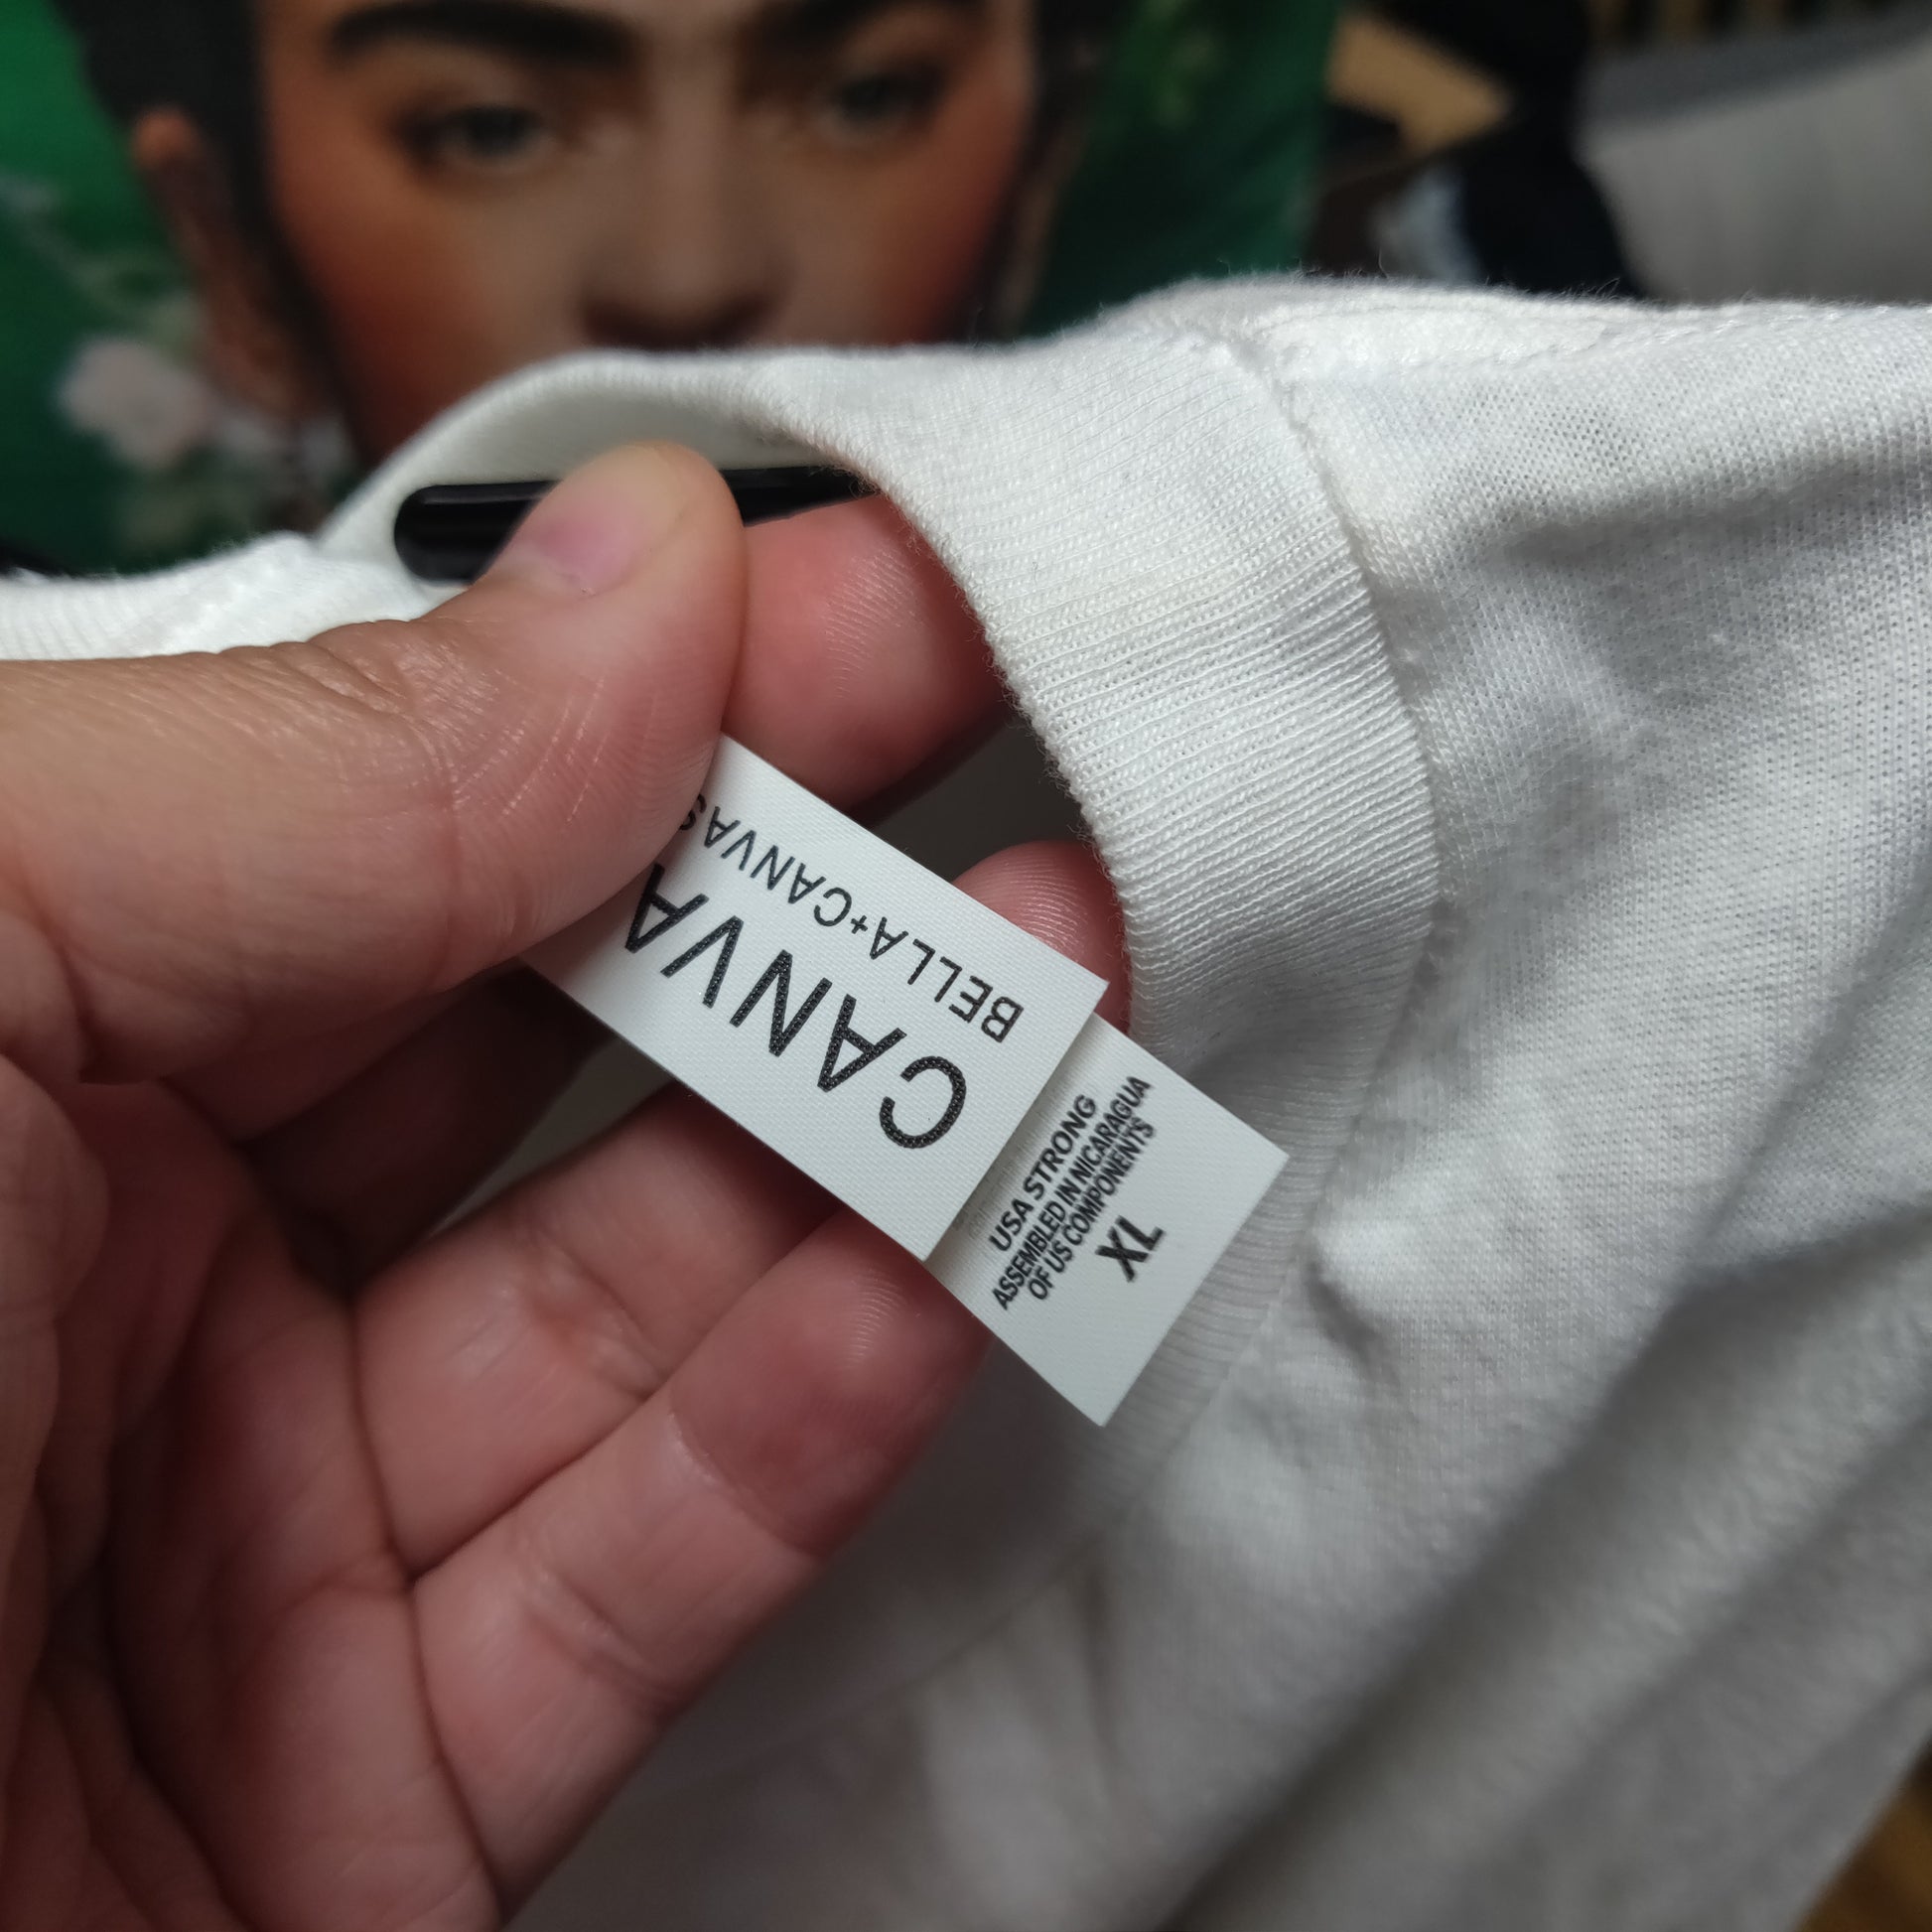 CANVA
BELLA+CANVAS
USA STRONG
ASSEMBLED IN NICARAGUA
OF US COMPONENTS
XL